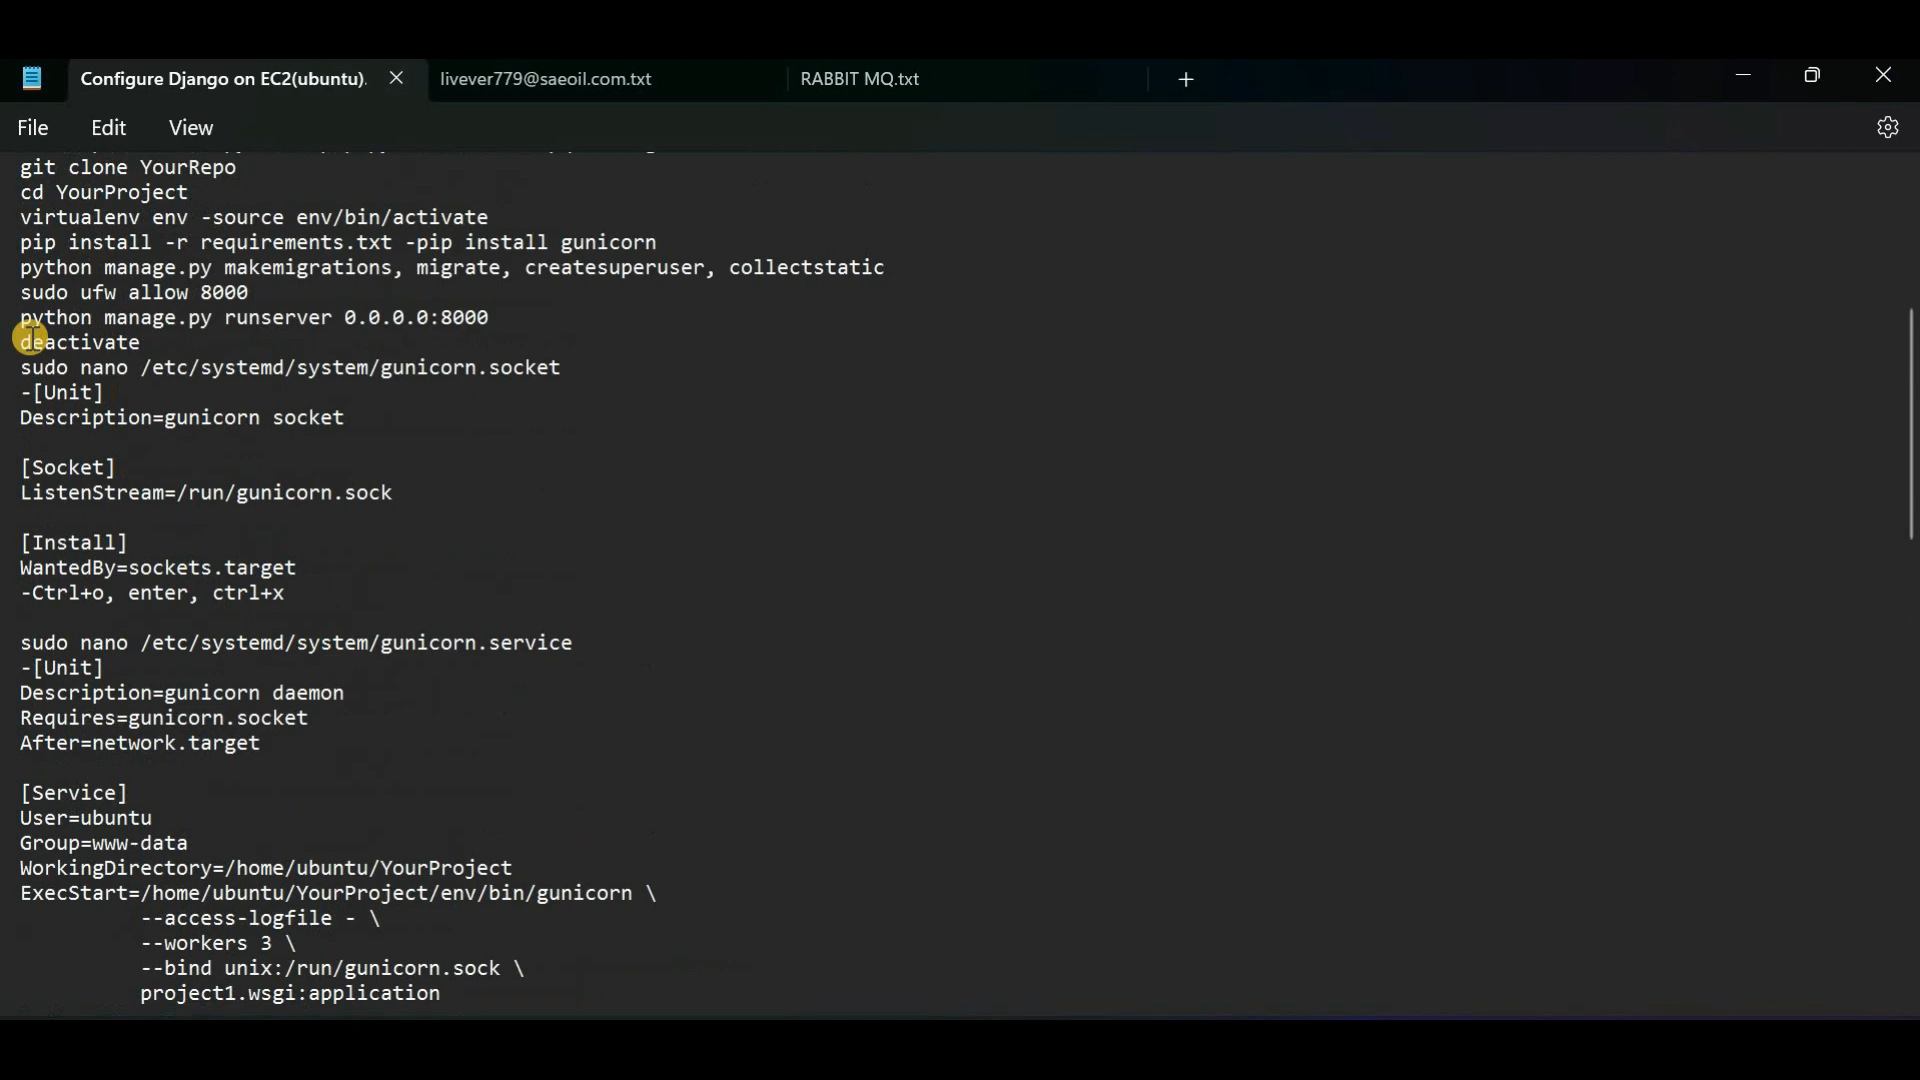 Configure Django on EC2(ubuntu).
livever779@saeoil.com.txt
RABBIT MQ.txt
File
Edit
View
git clone YourRepo
cd YourProject
virtualenv env -source env/bin/activate
pip install -r requirements.txt -pip install gunicorn
python manage.py makemigrations, migrate, createsuperuser, collectstatic
sudo ufw allow 8000
python manage.py runserver 0.0.0.0:8000
deactivate
sudo nano /etc/systemd/system/gunicorn.socket
-[Unit]
Description=gunicorn socket
[Socket]
ListenStream=/run/gunicorn.sock
[Install]
WantedBy=sockets.target
-Ctrl+o, enter, ctrl+x
sudo nano /etc/systemd/system/gunicorn.service
-[Unit]
Description=gunicorn daemon
Requires=gunicorn.socket
After=network.target
[Service]
User=ubuntu
Group=www-data
WorkingDirectory=/home/ubuntu/YourProject
ExecStart=/home/ubuntu/YourProject/env/bin/gunicorn \
--access-logfile - \
--workers 3 \
--bind unix:/run/gunicorn.sock \
project1.wsgi:application